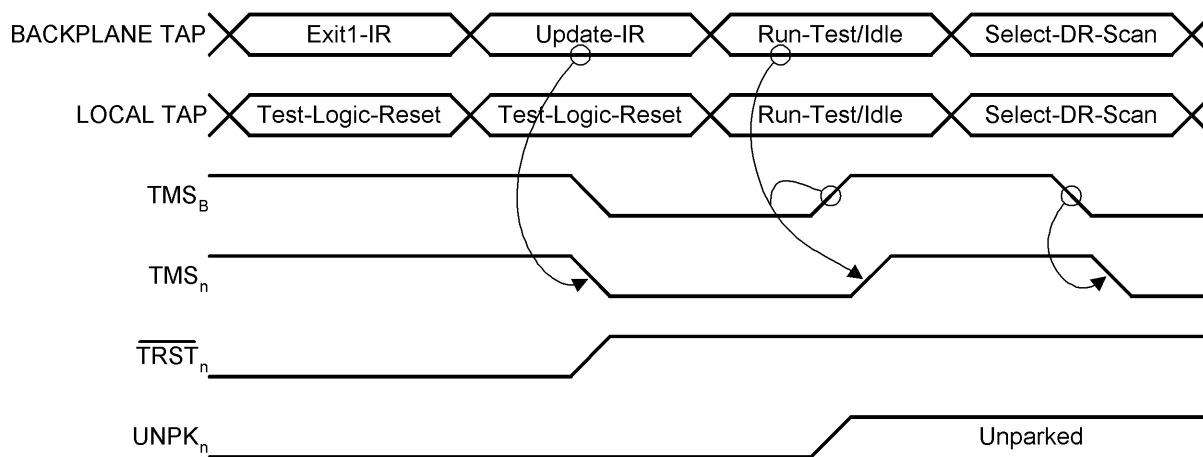 BACKPLANE TAP Exit1-IR Update-IR Run-Test/Idle Select-DR-Scan
LOCAL TAP Test-Logic-Reset Test-Logic-Reset Run-Test/Idle Select-DR-Scan
TMSB
TMSn
TRSTn
UNPKn Unparked